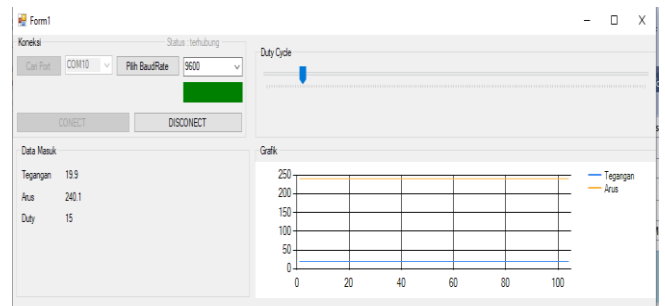 Form1
Koneksi
Status : terhubung
Cari Port COM10 Pilih BaudRate 9600
CONECT DISCONECT
Duty Cycle
Data Masuk
Tegangan 19.9
Arus 240.1
Duty 15
Grafik
250
200
150
100
50
0
0 20 40 60 80 100
Tegangan
Arus